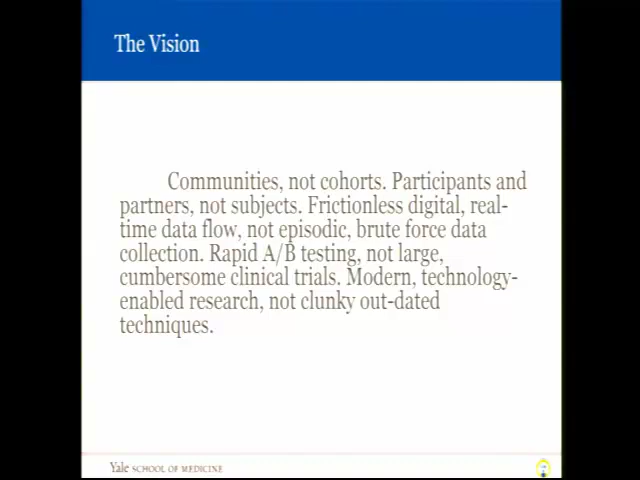 The Vision
Communities, not cohorts. Participants and
partners, not subjects. Frictionless digital, real-
time data flow, not episodic, brute force data
collection. Rapid A/B testing, not large,
cumbersome clinical trials. Modern, technology-
enabled research, not clunky out-dated
techniques.
Yale SCHOOL OF MEDICINE